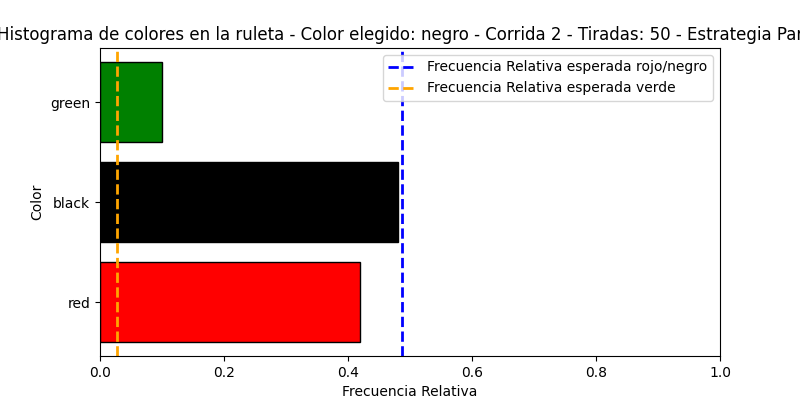 Histograma de colores en la ruleta - Color elegido: negro - Corrida 2 - Tiradas: 50 - Estrategia Par
Frecuencia Relativa esperada rojo/negro
Frecuencia Relativa esperada verde
green
black
red
Color
0.0 0.2 0.4 0.6 0.8 1.0
Frecuencia Relativa